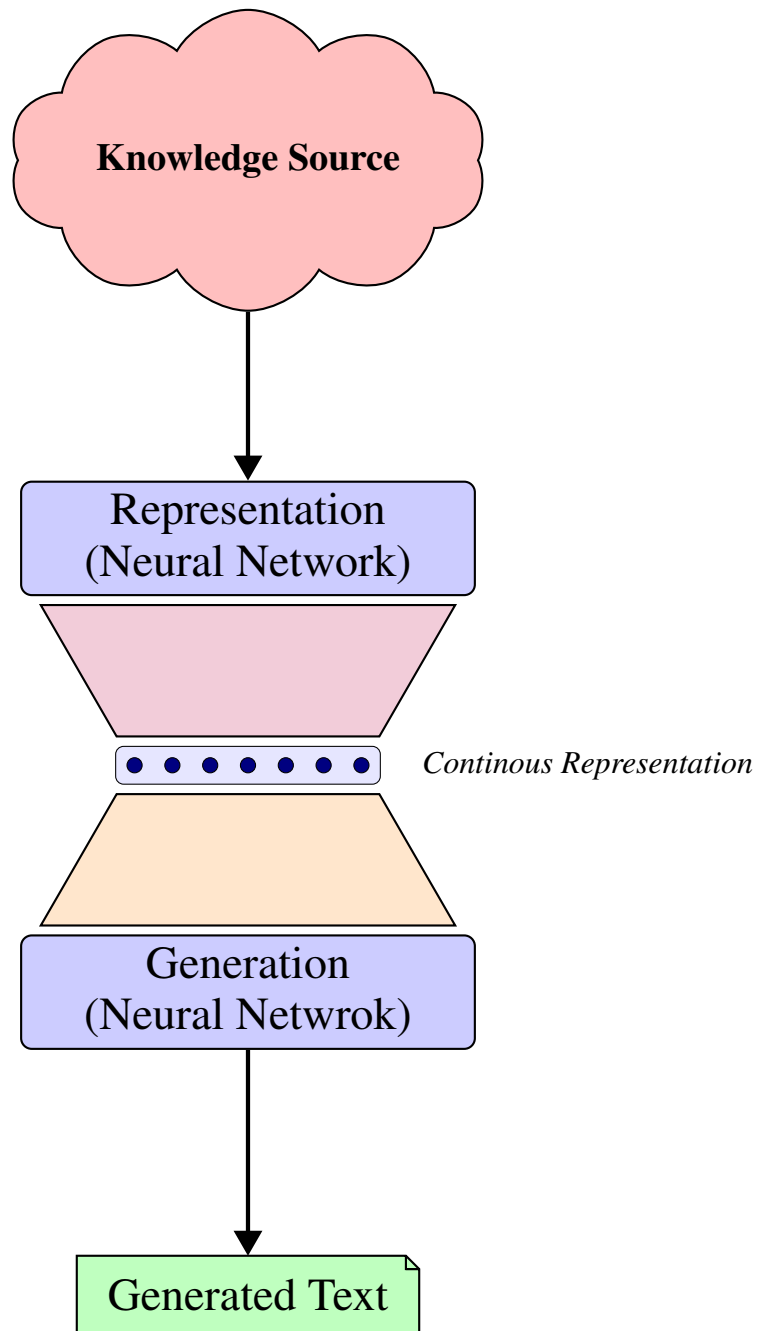 Knowledge Source
Representation
(Neural Network)
Continous Representation
Generation
(Neural Netwrok)
Generated Text